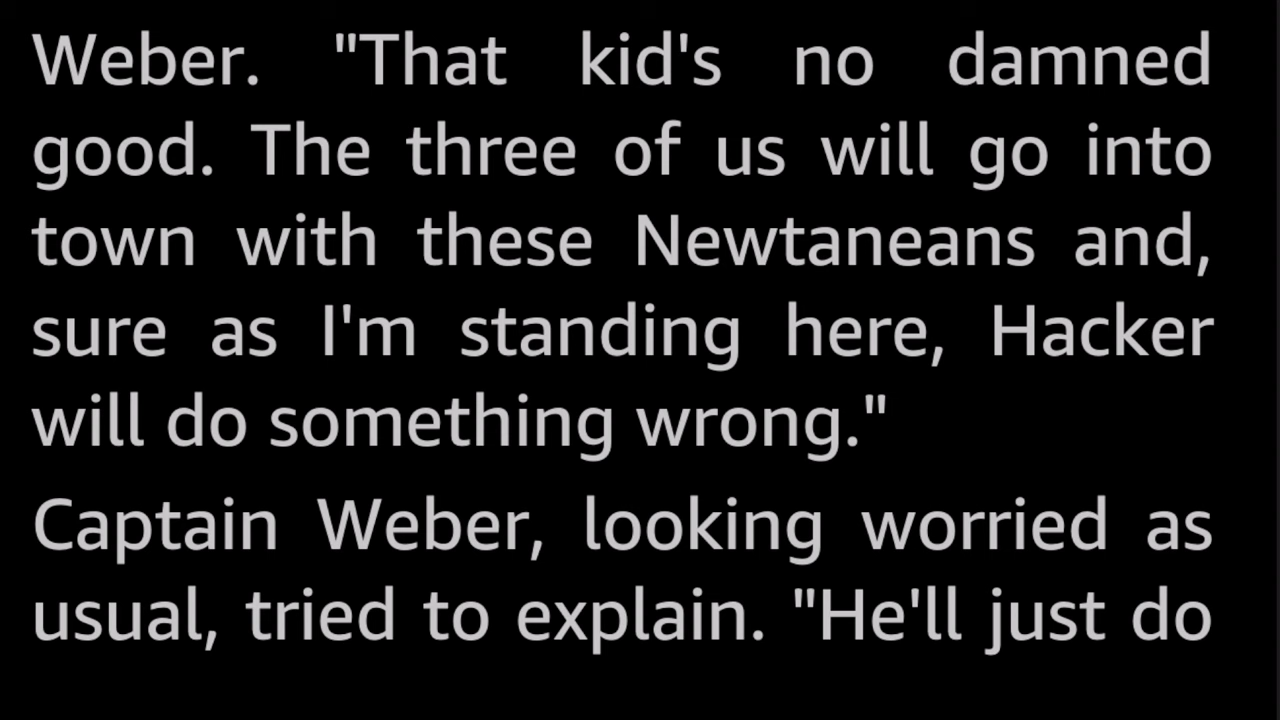 Weber. "That kid's no damned
good. The three of us will go into
town with these Newtaneans and,
sure as I'm standing here, Hacker
will do something wrong."
Captain Weber, looking worried as
usual, tried to explain. "He'll just do